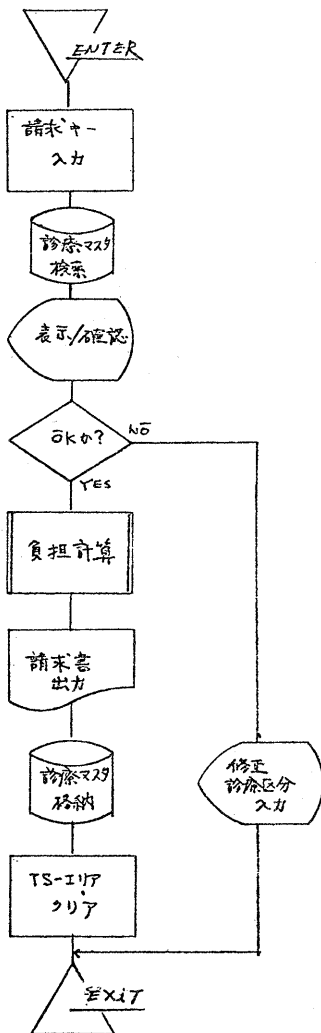 ENTER
請求キー
入力
診療マスタ
検索
表示/確認
OKか?
NO
YES
負担計算
請求書
出力
診療マスタ
格納
修正
診療区分
入力
TS-エリア
クリア
EXiT